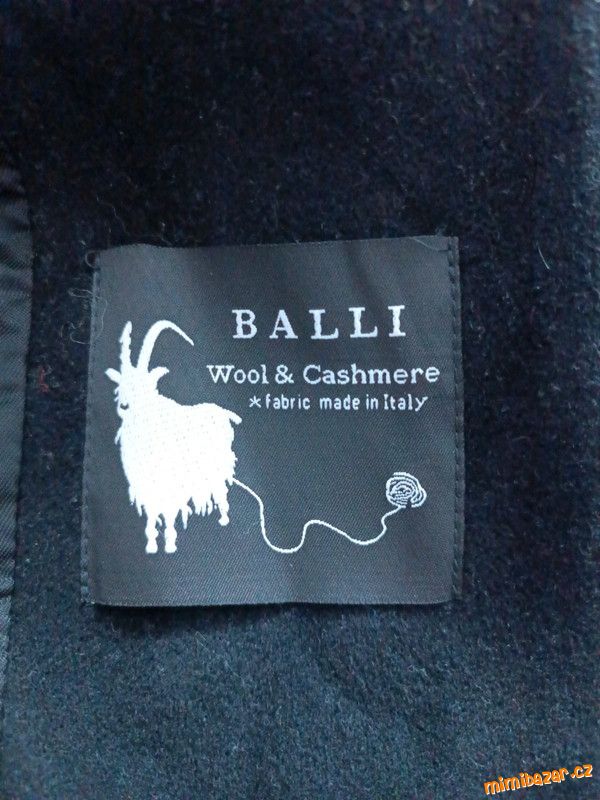 BALLI
Wool & Cashmere
*fabric made in Italy
mimibazar.cz